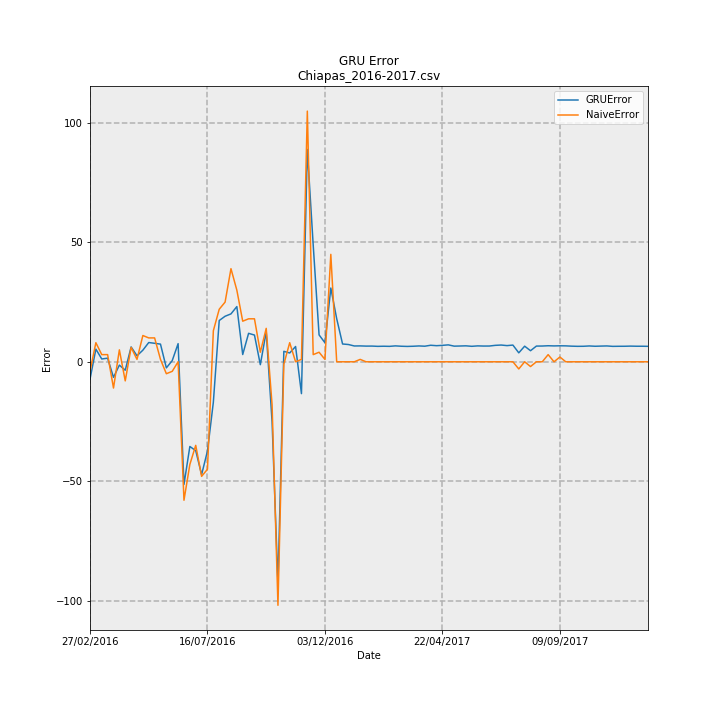 GRU Error
Chiapas_2016-2017.csv
GRUError
NaiveError
100
50
0
−50
−100
Error
27/02/2016
16/07/2016
03/12/2016
22/04/2017
09/09/2017
Date